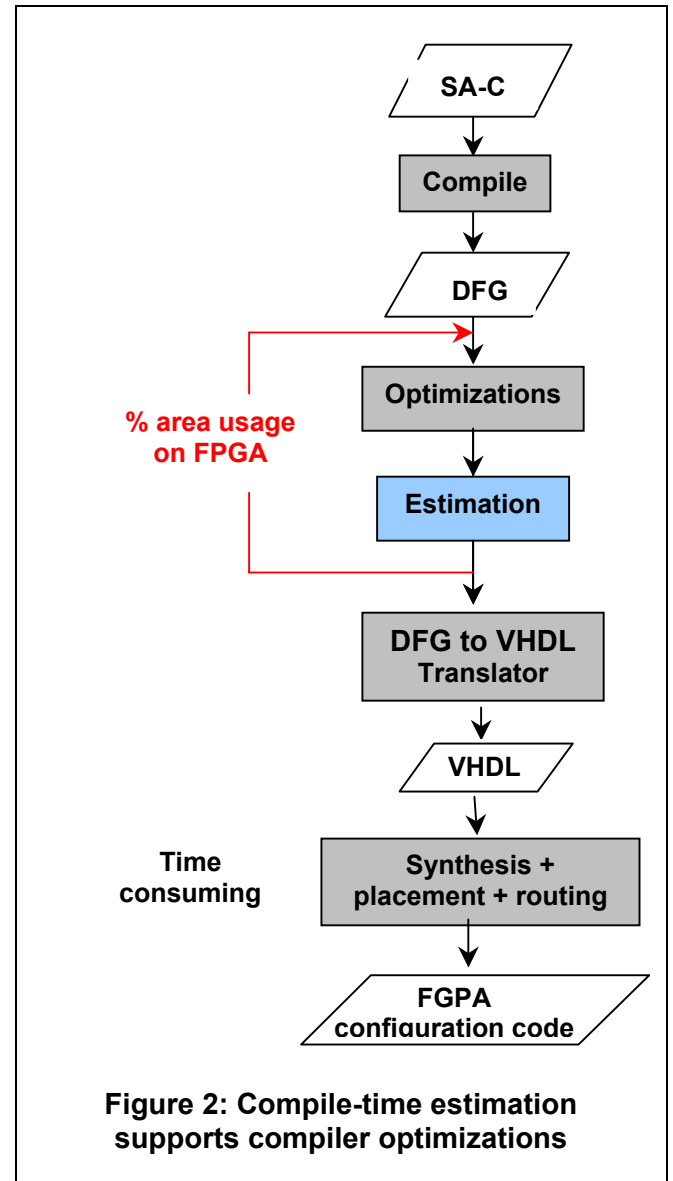 SA-C
Compile
DFG
Optimizations
% area usage
on FPGA
Estimation
DFG to VHDL
Translator
VHDL
Time
consuming
Synthesis +
placement + routing
FGPA
configuration code
Figure 2: Compile-time estimation
supports compiler optimizations